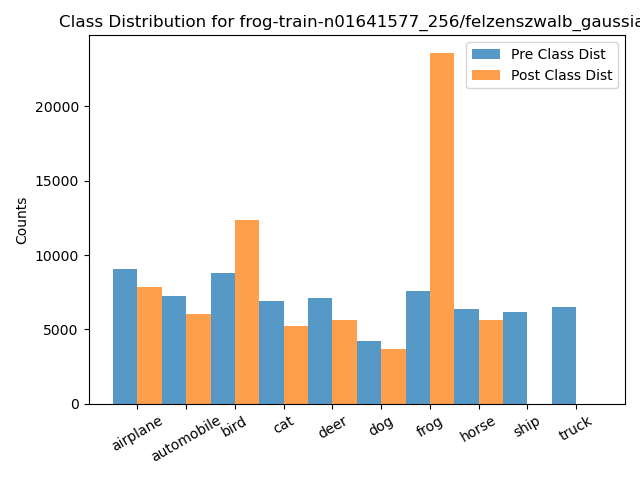 Class Distribution for frog-train-n01641577_256/felzenszwalb_gaussia
Pre Class Dist
Post Class Dist
20000
15000
10000
5000
0
Counts
airplane
automobile
bird
cat
deer
dog
frog
horse
ship
truck